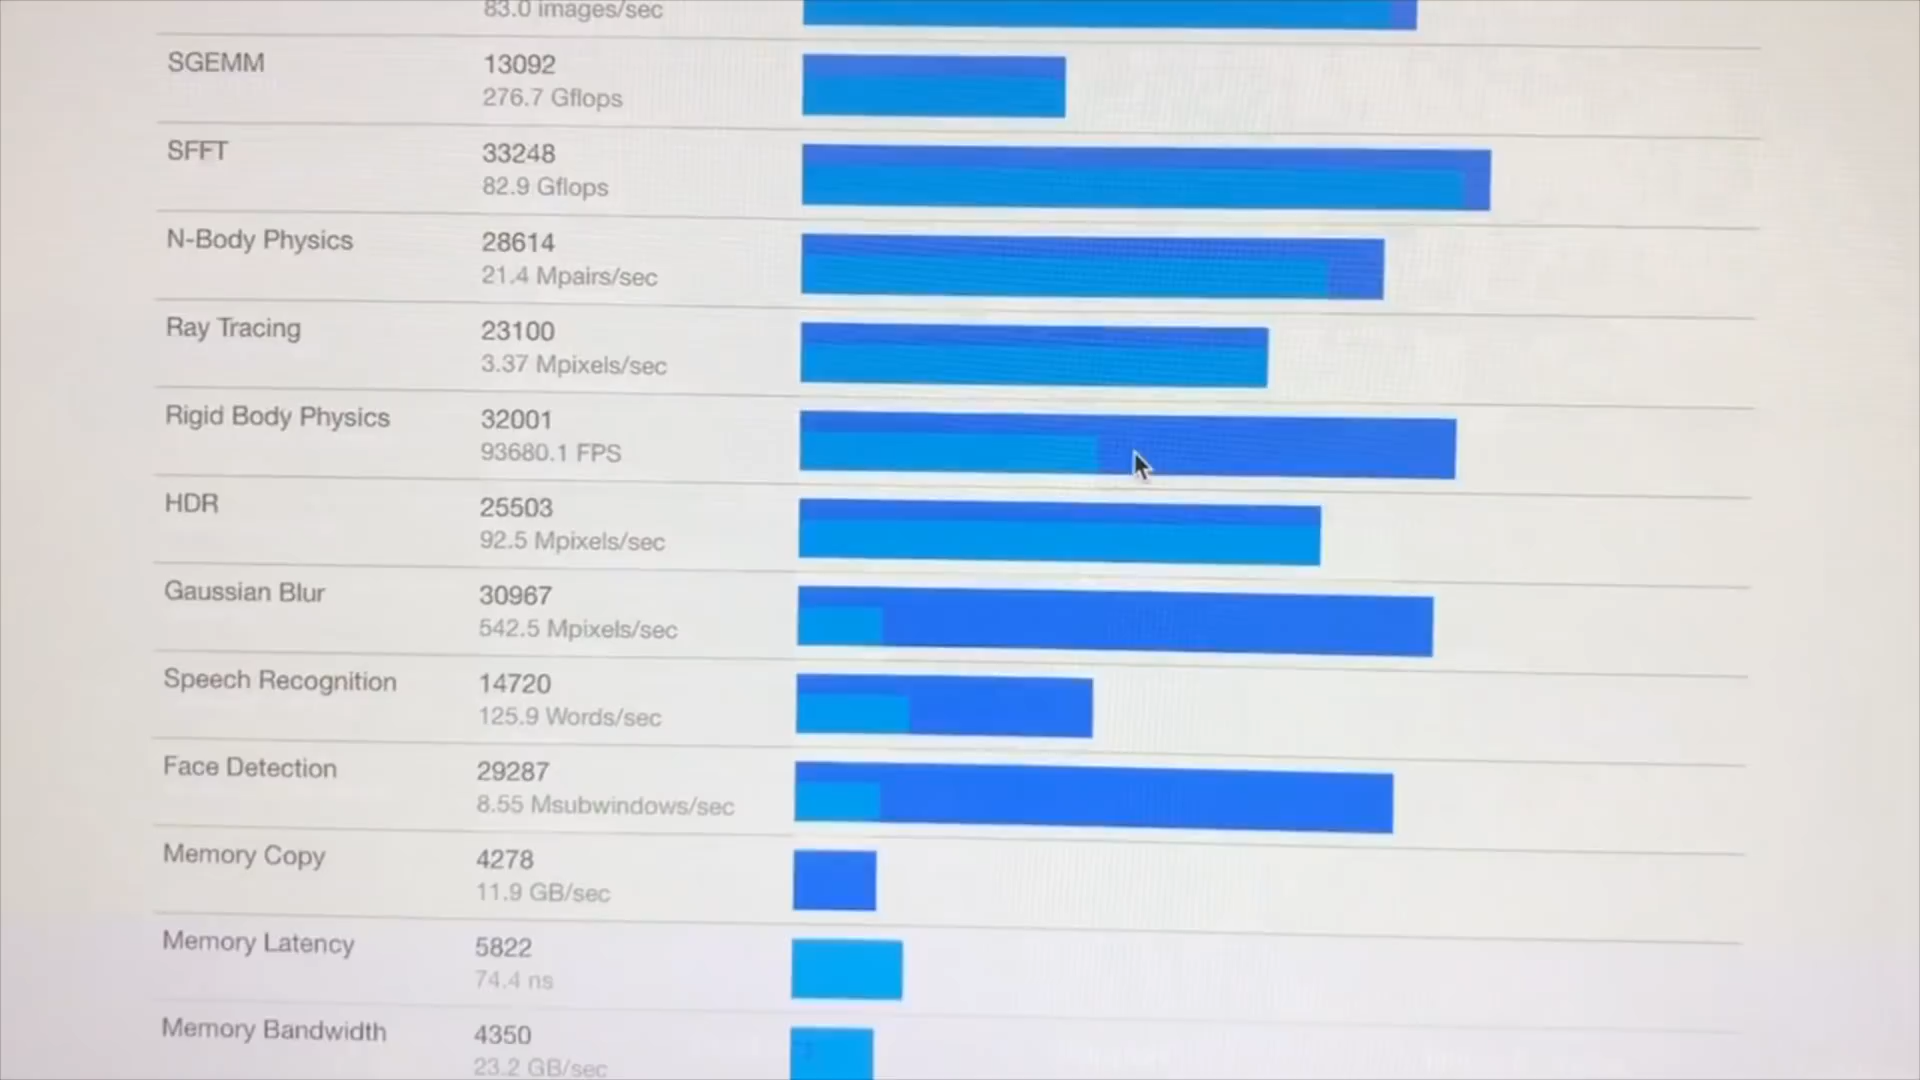 83.0 images/sec
SGEMM
13092
276.7 Gflops
SFFT
33248
82.9 Gflops
N-Body Physics
28614
21.4 Mpairs/sec
Ray Tracing
23100
3.37 Mpixels/sec
Rigid Body Physics
32001
93680.1 FPS
HDR
25503
92.5 Mpixels/sec
Gaussian Blur
30967
542.5 Mpixels/sec
Speech Recognition
14720
125.9 Words/sec
Face Detection
29287
8.55 Msubwindows/sec
Memory Copy
4278
11.9 GB/sec
Memory Latency
5822
74.4 ns
Memory Bandwidth
4350
23.2 GB/sec